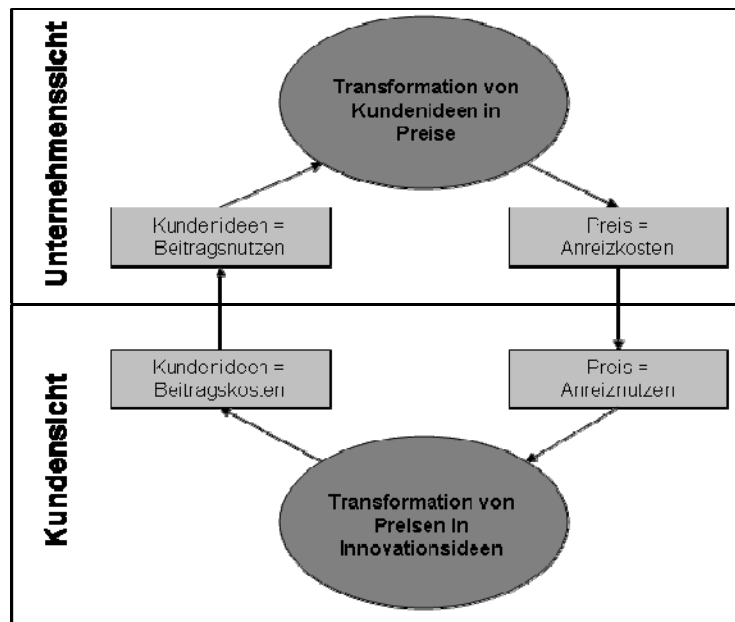 Unternehmenssicht
Transformation von
Kundenideen in
Preise
Kundenideen =
Beitragsnutzen
Preis =
Anreizkosten
Kundensicht
Kundenideen =
Beitragskosten
Preis =
Anreiznutzen
Transformation von
Preisen in
Innovationsideen